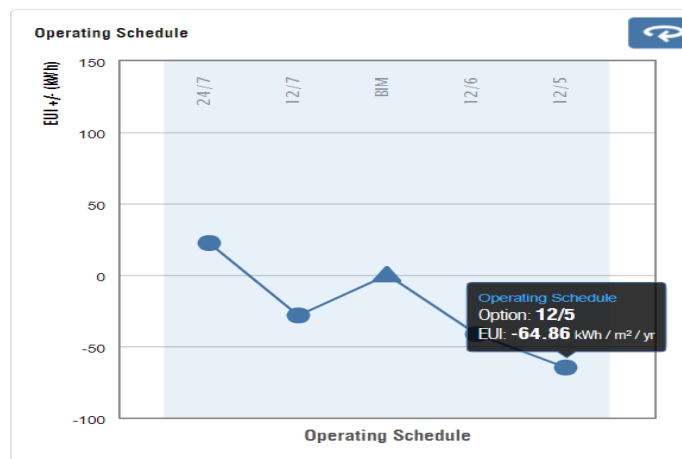 Operating Schedule
EUI +/- (kWh)
150
100
50
0
-50
-100
24/7
12/7
BIM
12/6
12/5
Operating Schedule
Option: 12/5
EUI: -64.86 kWh / m² / yr
Operating Schedule